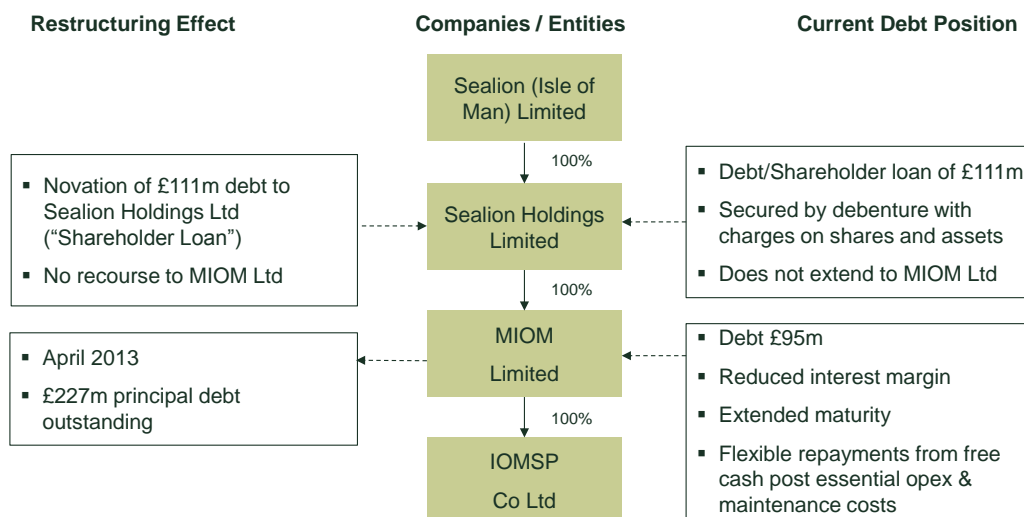 Restructuring Effect
Companies / Entities
Current Debt Position
Sealion (Isle of
Man) Limited
100%
▪ Novation of £111m debt to
Sealion Holdings Ltd
(“Shareholder Loan”)
▪ No recourse to MIOM Ltd
Sealion Holdings
Limited
▪ Debt/Shareholder loan of £111m
▪ Secured by debenture with
charges on shares and assets
▪ Does not extend to MIOM Ltd
100%
▪ April 2013
▪ £227m principal debt
outstanding
MIOM
Limited
▪ Debt £95m
▪ Reduced interest margin
▪ Extended maturity
▪ Flexible repayments from free
cash post essential opex &
maintenance costs
100%
IOMSP
Co Ltd